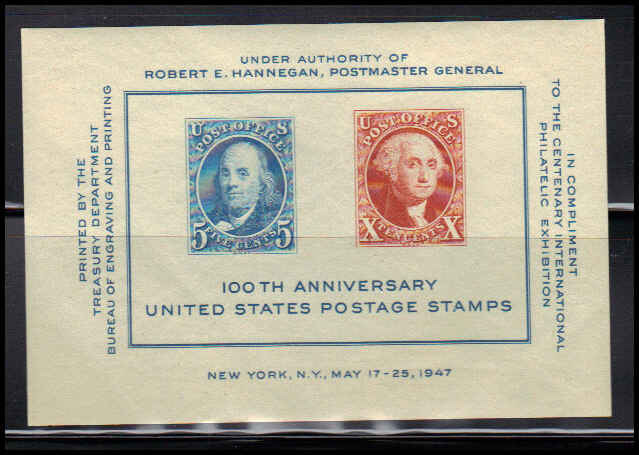 UNDER AUTHORITY OF
ROBERT E. HANNEGAN, POSTMASTER GENERAL
PRINTED BY THE
TREASURY DEPARTMENT
BUREAU OF ENGRAVING AND PRINTING
U S
POST OFFICE
5 FIVE CENTS 5
U S
POST OFFICE
X TEN CENTS X
100TH ANNIVERSARY
UNITED STATES POSTAGE STAMPS
IN COMPLIMENT
TO THE CENTENARY INTERNATIONAL
PHILATELIC EXHIBITION
NEW YORK, N.Y., MAY 17-25, 1947